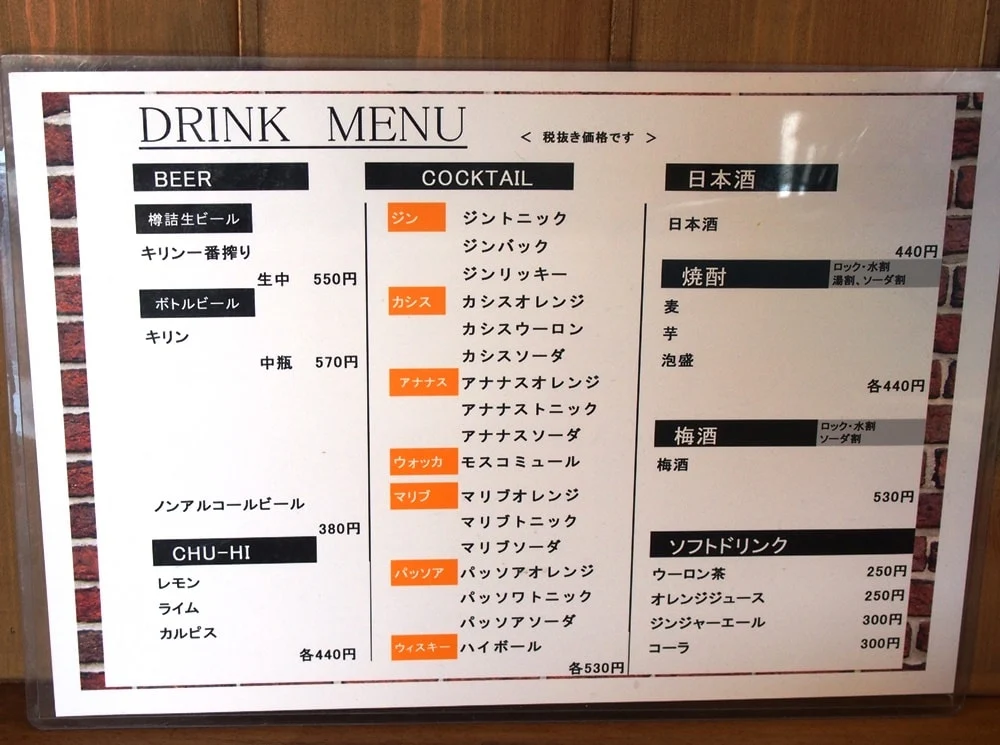 DRINK MENU
＜ 税抜き価格です ＞
BEER
樽詰生ビール
キリン一番搾り
生中 550円
ボトルビール
キリン
中瓶 570円
ノンアルコールビール
380円
CHU-HI
レモン
ライム
カルピス
各440円
COCKTAIL
ジン ジントニック
ジンバック
ジンリッキー
カシス カシスオレンジ
カシスウーロン
カシスソーダ
アナナス アナナスオレンジ
アナナストニック
アナナスソーダ
ウォッカ モスコミュール
マリブ マリブオレンジ
マリブトニック
マリブソーダ
パッソア パッソアオレンジ
パッソワトニック
パッソアソーダ
ウィスキー ハイボール
各530円
日本酒
日本酒
440円
焼酎 ロック・水割
湯割、ソーダ割
麦
芋
泡盛
各440円
梅酒 ロック・水割
ソーダ割
梅酒
530円
ソフトドリンク
ウーロン茶 250円
オレンジジュース 250円
ジンジャーエール 300円
コーラ 300円